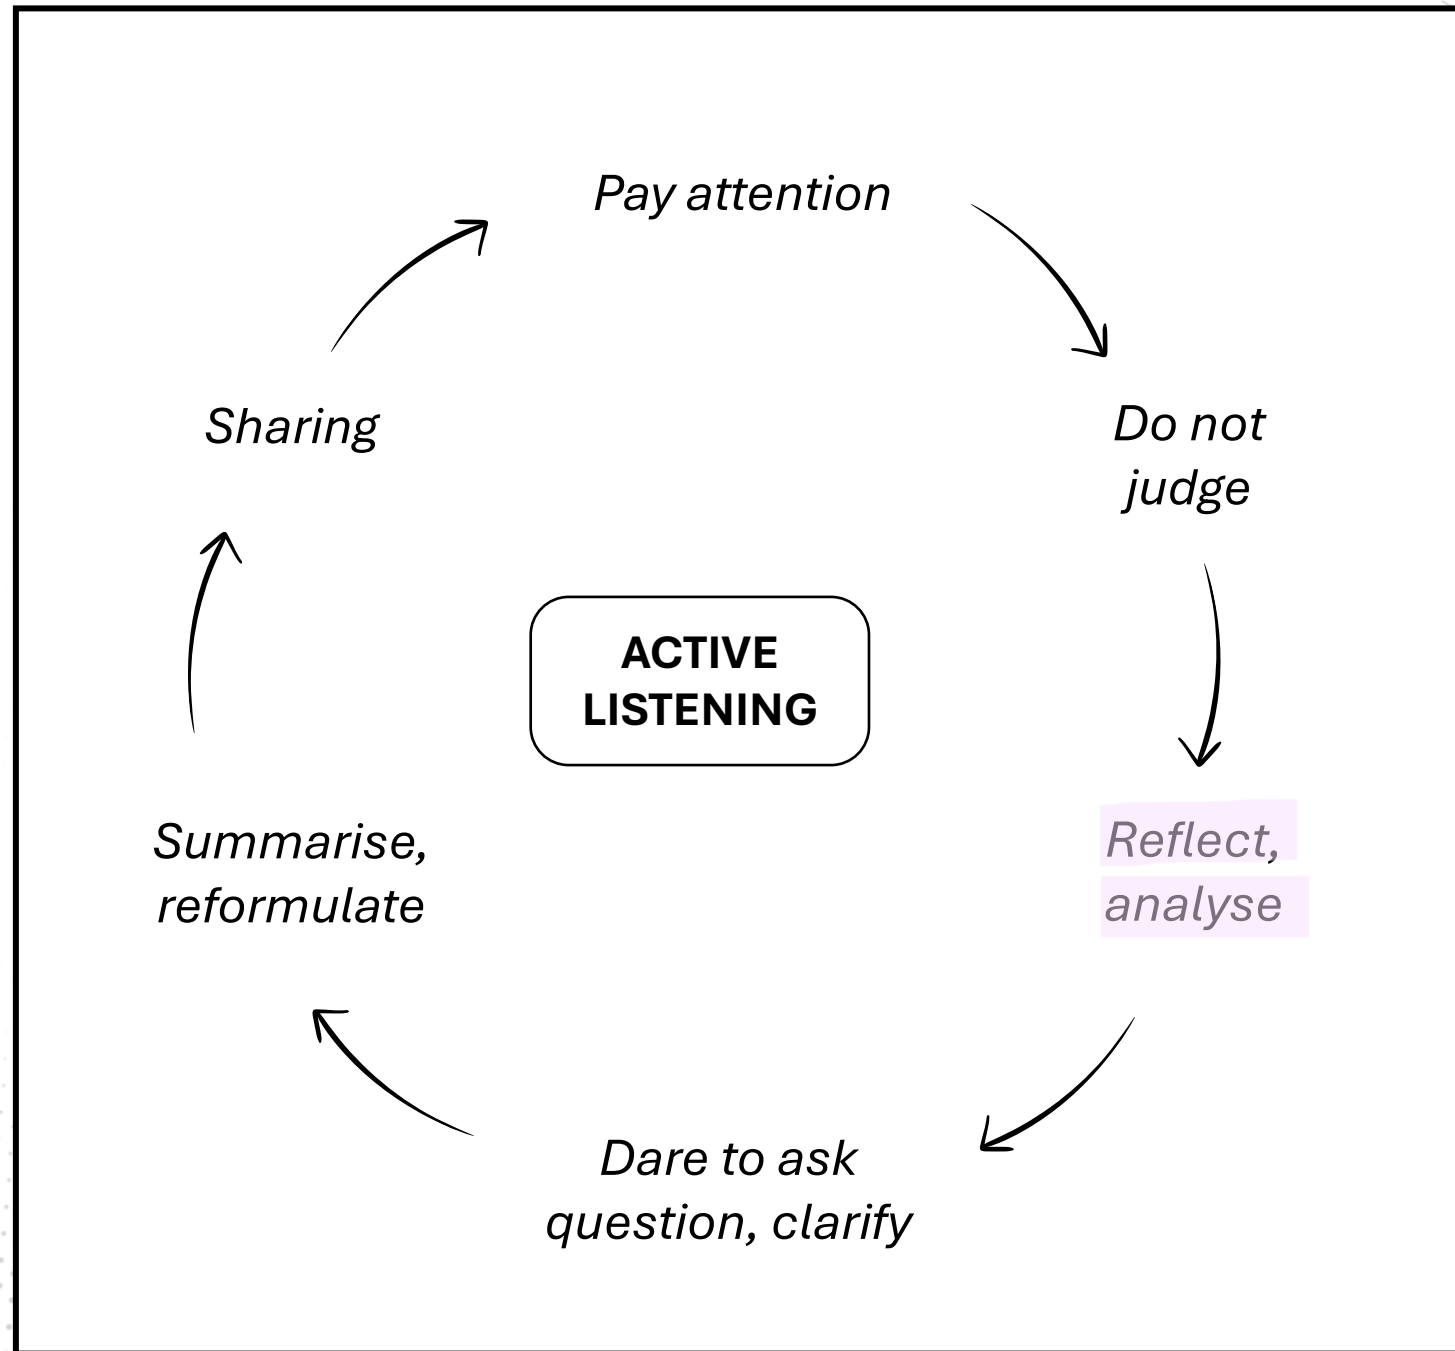 Pay attention
Do not
judge
Reflect,
analyse
Dare to ask
question, clarify
Summarise,
reformulate
Sharing
ACTIVE
LISTENING